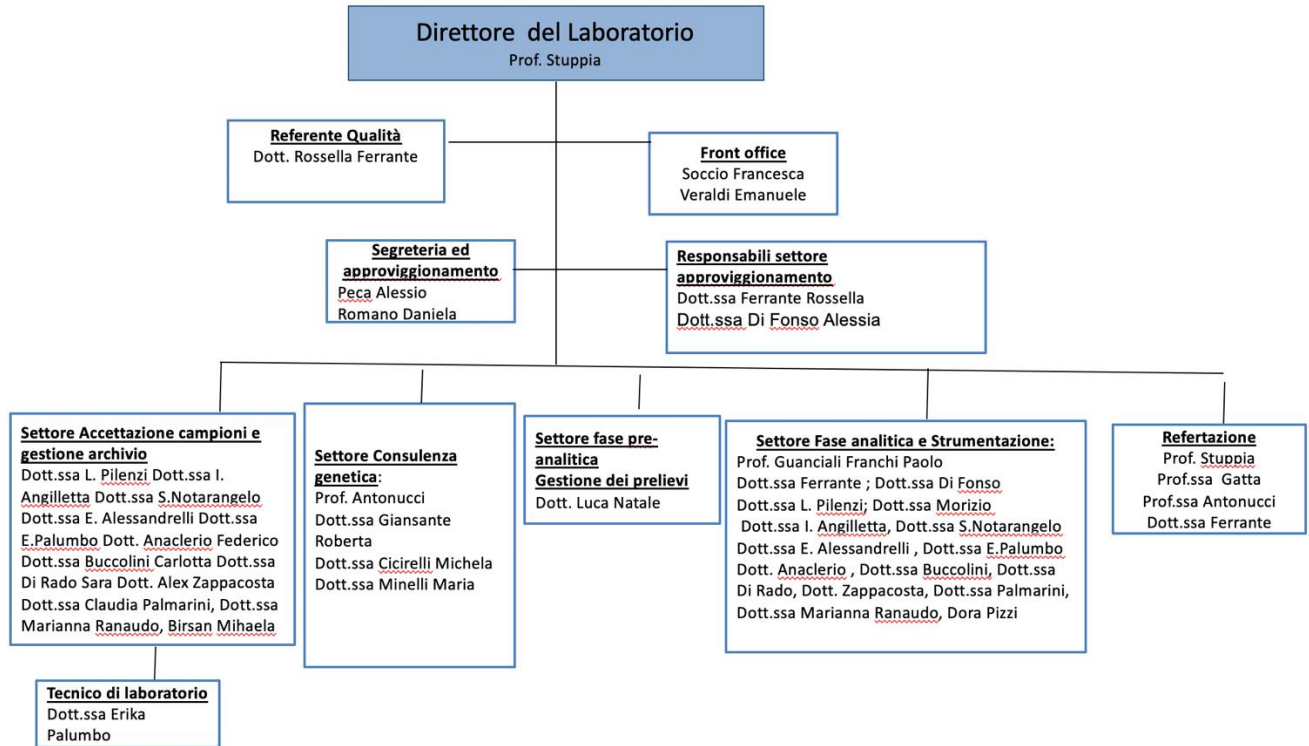 Direttore del Laboratorio
Prof. Stuppia
Referente Qualità
Dott. Rossella Ferrante
Front office
Soccio Francesca
Veraldi Emanuele
Segreteria ed
approviggionamento
Peca Alessio
Romano Daniela
Responsabili settore
approviggionamento
Dott.ssa Ferrante Rossella
Dott.ssa Di Fonso Alessia
Settore Accettazione campioni e
gestione archivio
Dott.ssa L. Pilenzi Dott.ssa I.
Angilletta Dott.ssa S.Notarangelo
Dott.ssa E. Alessandrelli Dott.ssa
E.Palumbo Dott. Anaclerio Federico
Dott.ssa Buccolini Carlotta Dott.ssa
Di Rado Sara Dott. Alex Zappacosta
Dott.ssa Claudia Palmarini, Dott.ssa
Marianna Ranaudo, Birsan Mihaela
Tecnico di laboratorio
Dott.ssa Erika
Palumbo
Settore Consulenza
genetica:
Prof. Antonucci
Dott.ssa Giansante
Roberta
Dott.ssa Cicirelli Michela
Dott.ssa Minelli Maria
Settore fase pre-
analitica
Gestione dei prelievi
Dott. Luca Natale
Settore Fase analitica e Strumentazione:
Prof. Guanciali Franchi Paolo
Dott.ssa Ferrante ; Dott.ssa Di Fonso
Dott.ssa L. Pilenzi; Dott.ssa Morizio
Dott.ssa I. Angilletta, Dott.ssa S.Notarangelo
Dott.ssa E. Alessandrelli , Dott.ssa E.Palumbo
Dott. Anaclerio , Dott.ssa Buccolini, Dott.ssa
Di Rado, Dott. Zappacosta, Dott.ssa Palmarini,
Dott.ssa Marianna Ranaudo, Dora Pizzi
Refertazione
Prof. Stuppia
Prof.ssa Gatta
Prof.ssa Antonucci
Dott.ssa Ferrante